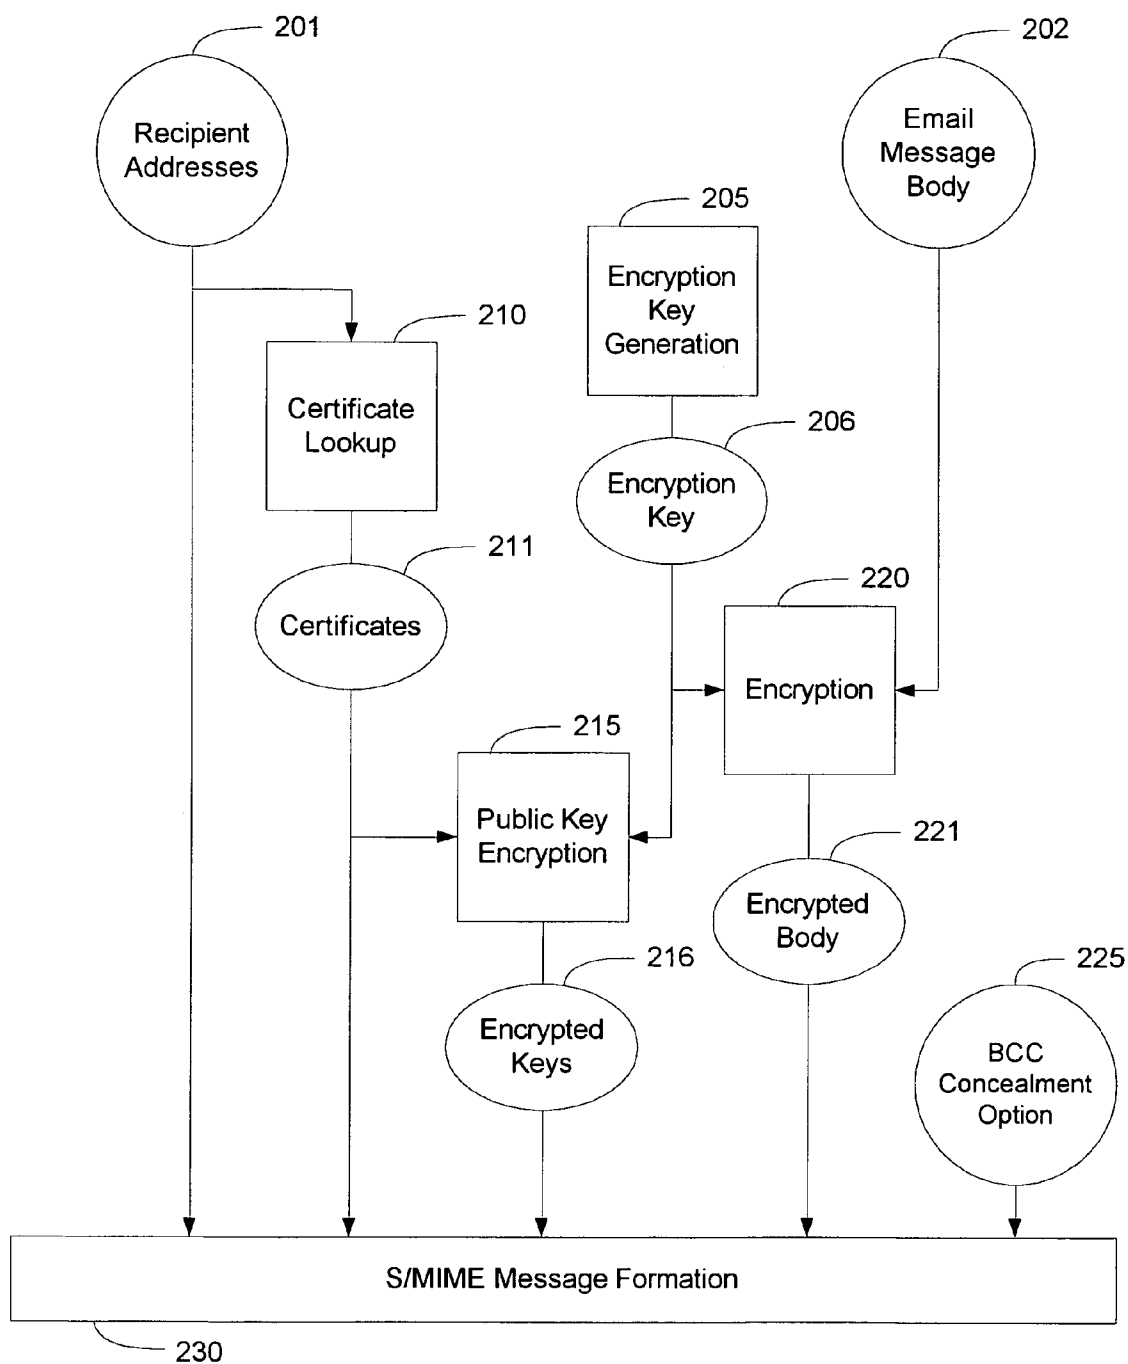 201
202
Recipient
Addresses
Email
Message
Body
205
Encryption
Key
Generation
210
Certificate
Lookup
206
Encryption
Key
211
Certificates
220
Encryption
215
Public Key
Encryption
221
Encrypted
Body
216
Encrypted
Keys
225
BCC
Concealment
Option
S/MIME Message Formation
230